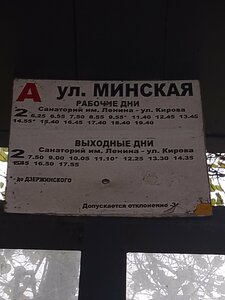 А ул. МИНСКАЯ
РАБОЧИЕ ДНИ
2 Санаторий им. Ленина - ул. Кирова
6.25 6.55 7.50 8.55 9.55* 11.40 12.45 13.45
14.55* 15.40 16.45 17.40 18.40 19.40
ВЫХОДНЫЕ ДНИ
2 Санаторий им. Ленина - ул. Кирова
7.50 9.00 10.05 11.10* 12.25 13.30 14.35
15.45 16.50 17.55
- до ДЗЕРЖИНСКОГО
Допускается отклонение